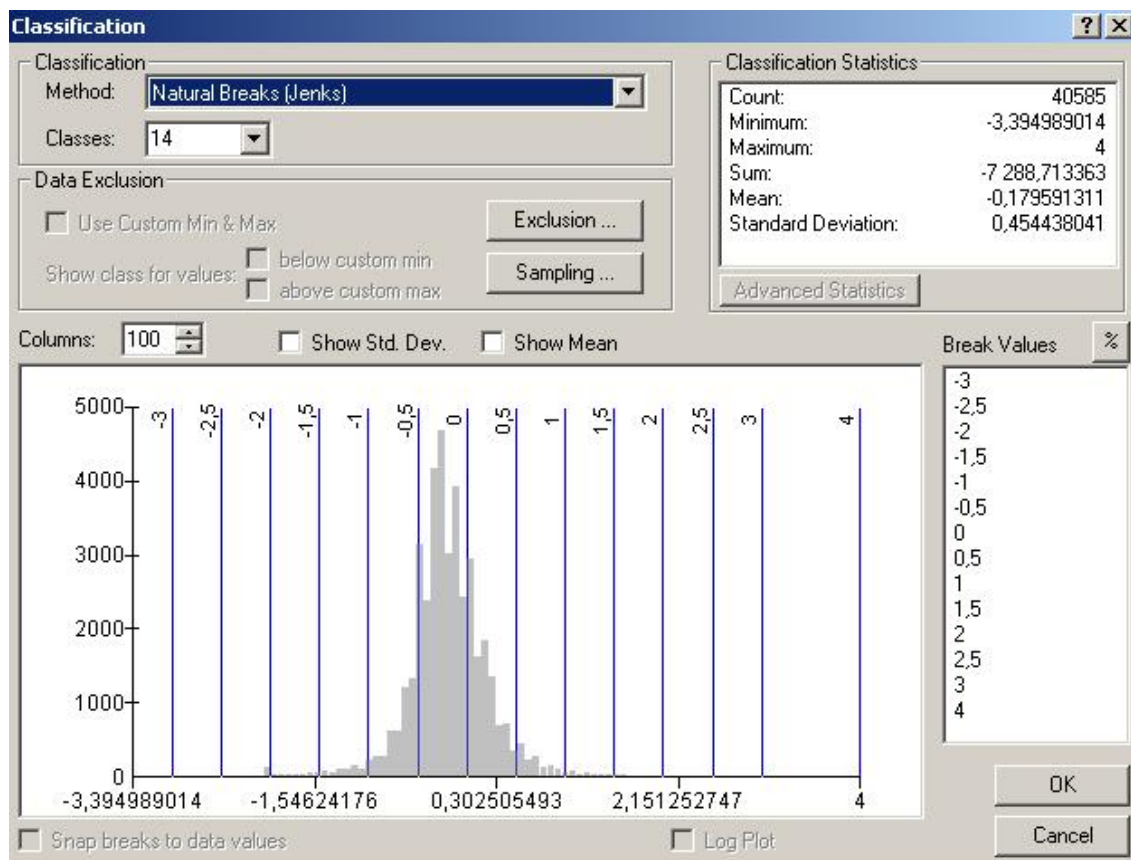 Classification
Classification
Method: Natural Breaks (Jenks)
Classes: 14
Data Exclusion
Use Custom Min & Max
Exclusion ...
Show class for values:
below custom min
above custom max
Sampling ...
Classification Statistics
Count: 40585
Minimum: -3,394989014
Maximum: 4
Sum: -7 288,713363
Mean: -0,179591311
Standard Deviation: 0,454438041
Advanced Statistics
Columns: 100 Show Std. Dev. Show Mean
Break Values %
-3
-2,5
-2
-1,5
-1
-0,5
0
0,5
1
1,5
2
2,5
3
4
-3 -2,5 -2 -1,5 -1 -0,5 0 0,5 1 1,5 2 2,5 3 4
5000
4000
3000
2000
1000
0
-3,394989014 -1,54624176 0,302505493 2,151252747 4
Snap breaks to data values
Log Plot
OK
Cancel